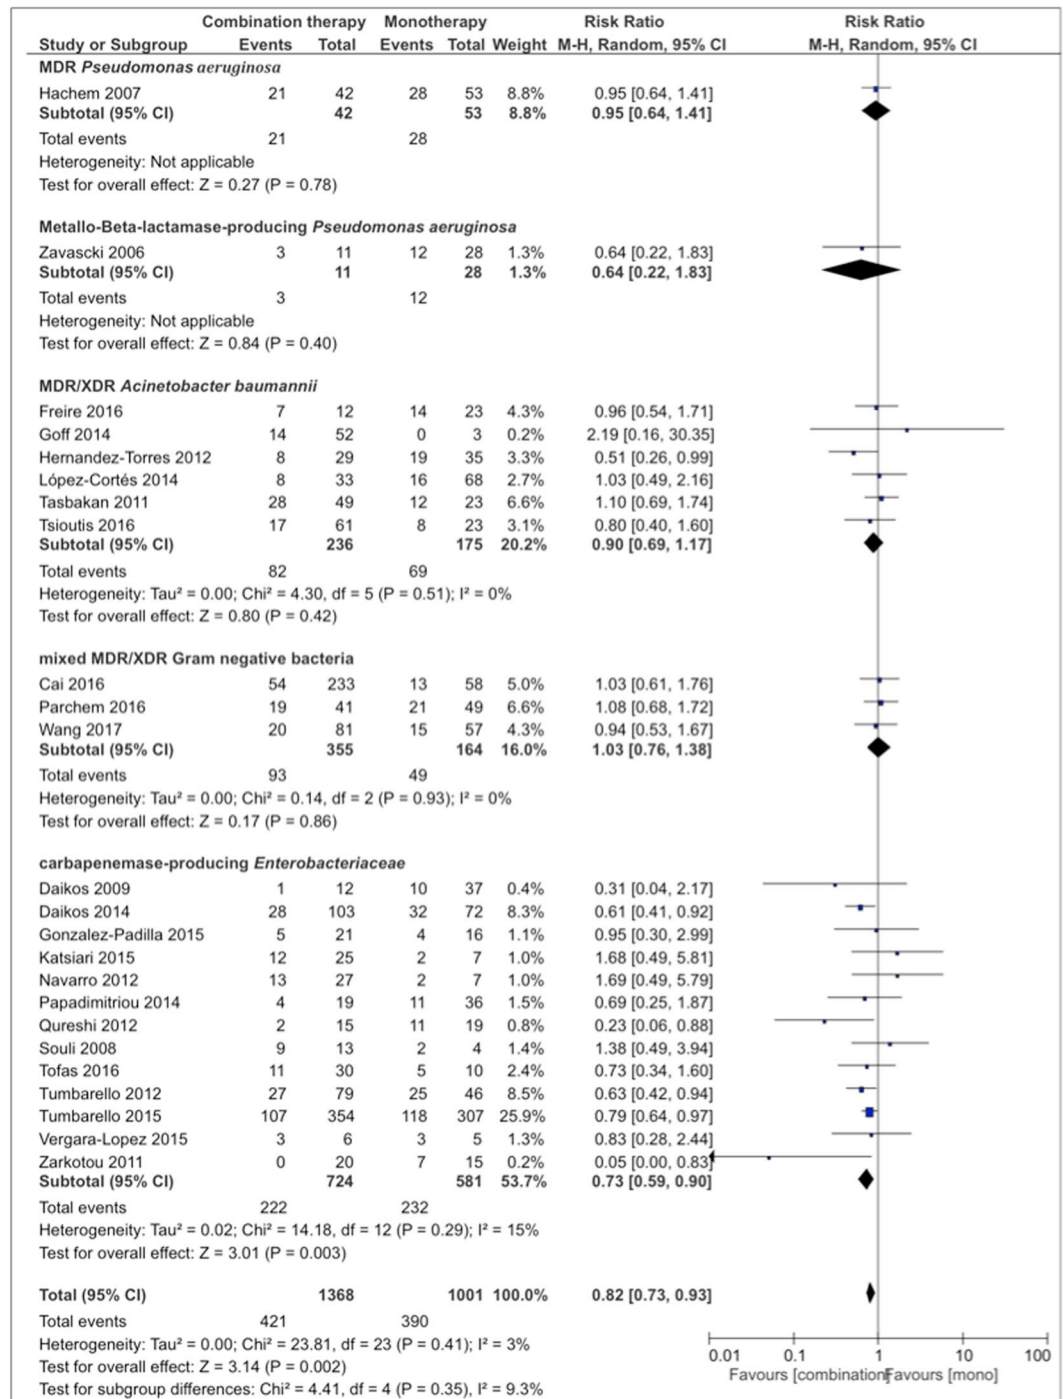 Combination therapy Monotherapy Risk Ratio Risk Ratio
Study or Subgroup Events Total Events Total Weight M-H, Random, 95% CI M-H, Random, 95% CI
MDR Pseudomonas aeruginosa
Hachem 2007 21 42 28 53 8.8% 0.95 [0.64, 1.41]
Subtotal (95% CI) 42 53 8.8% 0.95 [0.64, 1.41]
Total events 21 28
Heterogeneity: Not applicable
Test for overall effect: Z = 0.27 (P = 0.78)
Metallo-Beta-lactamase-producing Pseudomonas aeruginosa
Zavascki 2006 3 11 12 28 1.3% 0.64 [0.22, 1.83]
Subtotal (95% CI) 11 28 1.3% 0.64 [0.22, 1.83]
Total events 3 12
Heterogeneity: Not applicable
Test for overall effect: Z = 0.84 (P = 0.40)
MDR/XDR Acinetobacter baumannii
Freire 2016 7 12 14 23 4.3% 0.96 [0.54, 1.71]
Goff 2014 14 52 0 3 0.2% 2.19 [0.16, 30.35]
Hernandez-Torres 2012 8 29 19 35 3.3% 0.51 [0.26, 0.99]
López-Cortés 2014 8 33 16 68 2.7% 1.03 [0.49, 2.16]
Tasbakan 2011 28 49 12 23 6.6% 1.10 [0.69, 1.74]
Tsioutis 2016 17 61 8 23 3.1% 0.80 [0.40, 1.60]
Subtotal (95% CI) 236 175 20.2% 0.90 [0.69, 1.17]
Total events 82 69
Heterogeneity: Tau² = 0.00; Chi² = 4.30, df = 5 (P = 0.51); I² = 0%
Test for overall effect: Z = 0.80 (P = 0.42)
mixed MDR/XDR Gram negative bacteria
Cai 2016 54 233 13 58 5.0% 1.03 [0.61, 1.76]
Parchem 2016 19 41 21 49 6.6% 1.08 [0.68, 1.72]
Wang 2017 20 81 15 57 4.3% 0.94 [0.53, 1.67]
Subtotal (95% CI) 355 164 16.0% 1.03 [0.76, 1.38]
Total events 93 49
Heterogeneity: Tau² = 0.00; Chi² = 0.14, df = 2 (P = 0.93); I² = 0%
Test for overall effect: Z = 0.17 (P = 0.86)
carbapenemase-producing Enterobacteriaceae
Daikos 2009 1 12 10 37 0.4% 0.31 [0.04, 2.17]
Daikos 2014 28 103 32 72 8.3% 0.61 [0.41, 0.92]
Gonzalez-Padilla 2015 5 21 4 16 1.1% 0.95 [0.30, 2.99]
Katsiari 2015 12 25 2 7 1.0% 1.68 [0.49, 5.81]
Navarro 2012 13 27 2 7 1.0% 1.69 [0.49, 5.79]
Papadimitriou 2014 4 19 11 36 1.5% 0.69 [0.25, 1.87]
Qureshi 2012 2 15 11 19 0.8% 0.23 [0.06, 0.88]
Souli 2008 9 13 2 4 1.4% 1.38 [0.49, 3.94]
Tofas 2016 11 30 5 10 2.4% 0.73 [0.34, 1.60]
Tumbarello 2012 27 79 25 46 8.5% 0.63 [0.42, 0.94]
Tumbarello 2015 107 354 118 307 25.9% 0.79 [0.64, 0.97]
Vergara-Lopez 2015 3 6 3 5 1.3% 0.83 [0.28, 2.44]
Zarkotou 2011 0 20 7 15 0.2% 0.05 [0.00, 0.83]
Subtotal (95% CI) 724 581 53.7% 0.73 [0.59, 0.90]
Total events 222 232
Heterogeneity: Tau² = 0.02; Chi² = 14.18, df = 12 (P = 0.29); I² = 15%
Test for overall effect: Z = 3.01 (P = 0.003)
Total (95% CI) 1368 1001 100.0% 0.82 [0.73, 0.93]
Total events 421 390
Heterogeneity: Tau² = 0.00; Chi² = 23.81, df = 23 (P = 0.41); I² = 3%
Test for overall effect: Z = 3.14 (P = 0.002)
Test for subgroup differences: Chi² = 4.41, df = 4 (P = 0.35), I² = 9.3%
0.01 0.1 1 10 100
Favours [combination] Favours [mono]